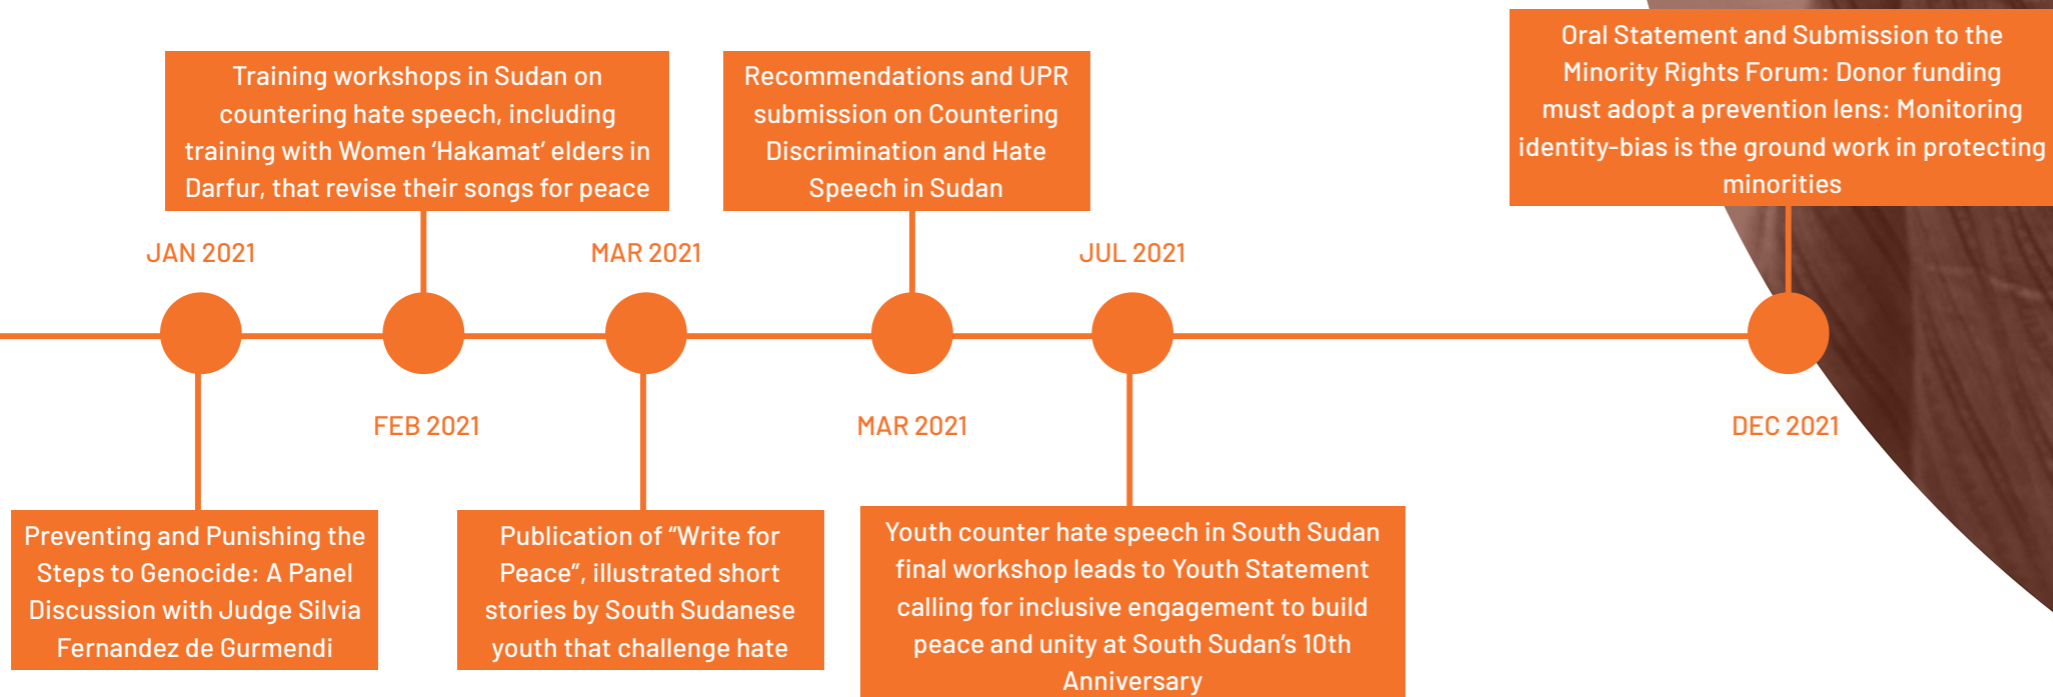 JAN 2021
Preventing and Punishing the
Steps to Genocide: A Panel
Discussion with Judge Silvia
Fernandez de Gurmendi
Training workshops in Sudan on
countering hate speech, including
training with Women ‘Hakamat’ elders in
Darfur, that revise their songs for peace
FEB 2021
MAR 2021
Publication of “Write for
Peace”, illustrated short
stories by South Sudanese
youth that challenge hate
Recommendations and UPR
submission on Countering
Discrimination and Hate
Speech in Sudan
MAR 2021
JUL 2021
Youth counter hate speech in South Sudan
final workshop leads to Youth Statement
calling for inclusive engagement to build
peace and unity at South Sudan’s 10th
Anniversary
Oral Statement and Submission to the
Minority Rights Forum: Donor funding
must adopt a prevention lens: Monitoring
identity-bias is the ground work in protecting
minorities
DEC 2021